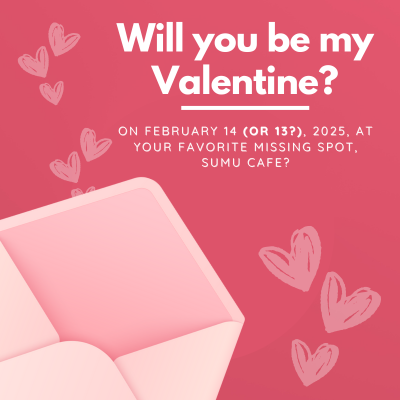 Will you be my
Valentine?
ON FEBRUARY 14 (OR 13?), 2025, AT
YOUR FAVORITE MISSING SPOT,
SUMU CAFE?